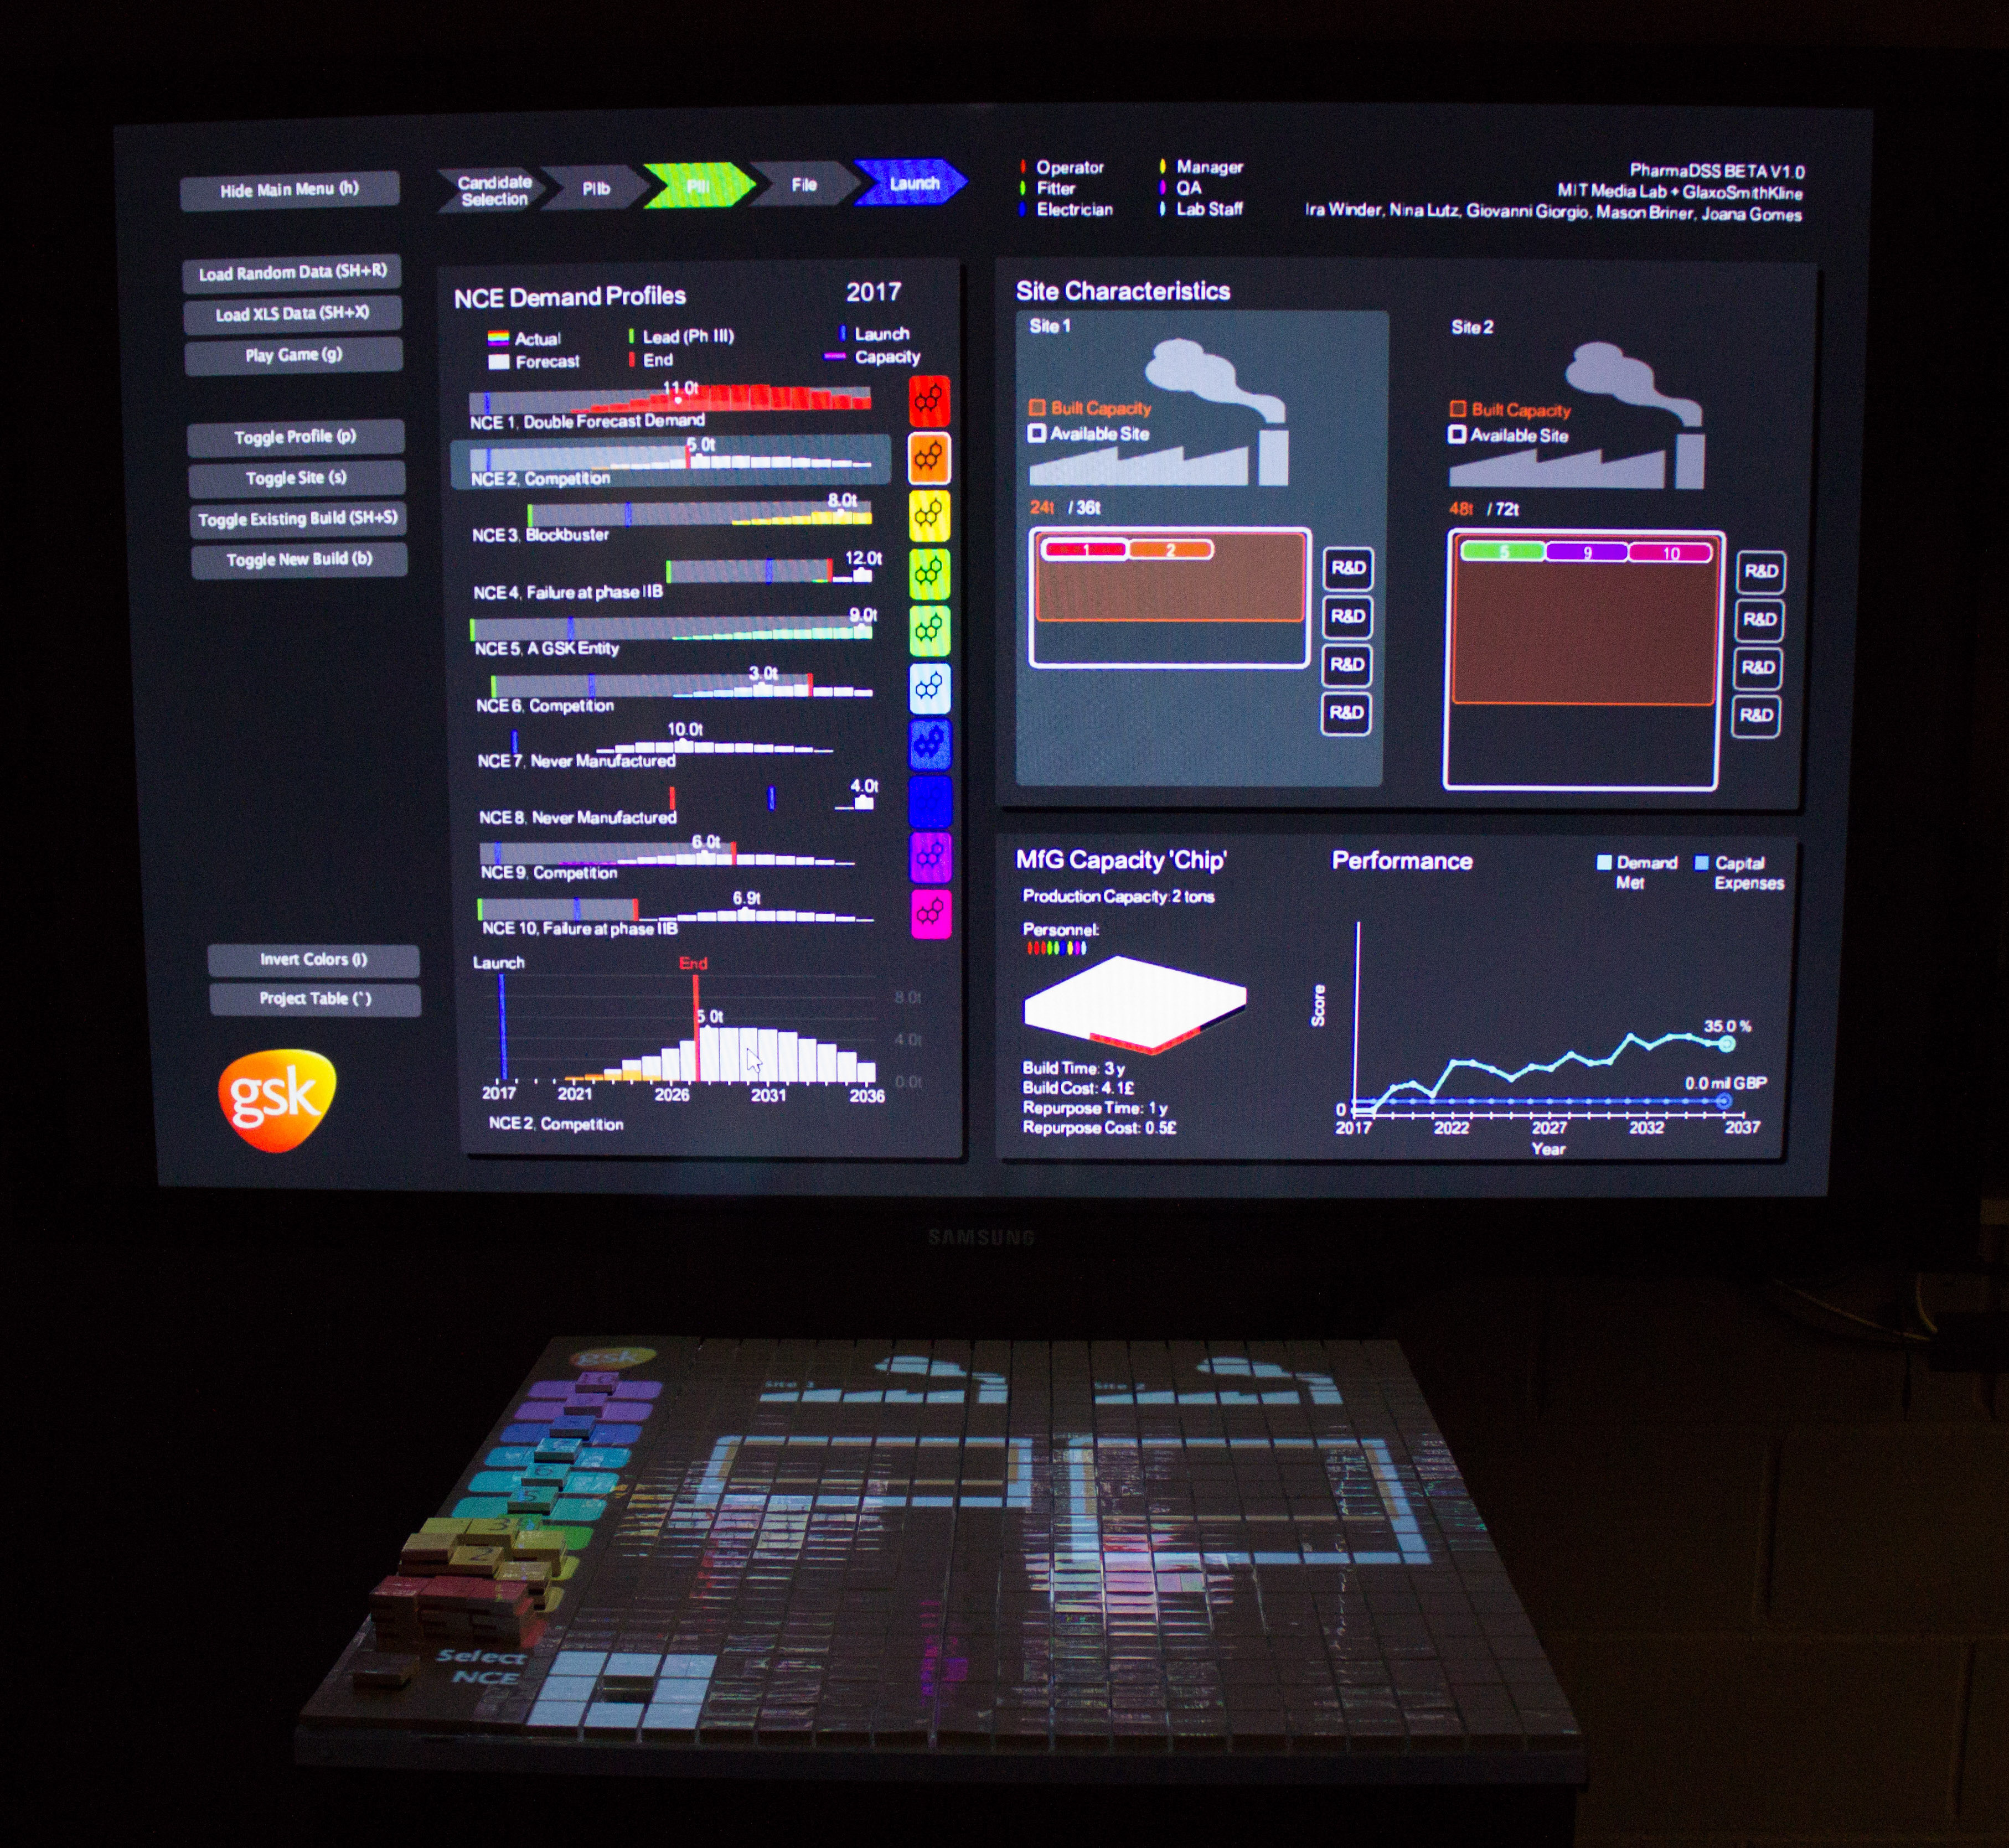 Hide Main Menu (h)
Load Random Data (SH+R)
Load XLS Data (SH+X)
Play Game (g)
Toggle Profile (p)
Toggle Site (s)
Toggle Existing Build (SH+S)
Toggle New Build (b)
Invert Colors (i)
Project Table (`)
gsk
Candidate
Selection
PIIb
PIII
File
Launch
Operator
Fitter
Electrician
Manager
QA
Lab Staff
PharmaDSS BETA V1.0
MIT Media Lab + GlaxoSmithKline
Ira Winder, Nina Lutz, Giovanni Giorgio, Mason Briner, Joana Gomes
NCE Demand Profiles
2017
Actual
Lead (Ph III)
Launch
Forecast
End
Capacity
11.0t
NCE 1, Double Forecast Demand
5.0t
NCE 2, Competition
8.0t
NCE 3, Blockbuster
12.0t
NCE 4, Failure at phase IIB
9.0t
NCE 5, A GSK Entity
3.0t
NCE 6, Competition
10.0t
NCE 7, Never Manufactured
4.0t
NCE 8, Never Manufactured
6.0t
NCE 9, Competition
6.9t
NCE 10, Failure at phase IIB
Launch
End
8.0t
5.0t
4.0t
0.0t
2017 2021 2026 2031 2036
NCE 2, Competition
Site Characteristics
Site 1
Built Capacity
Available Site
24t / 36t
1 2
R&D
R&D
R&D
R&D
Site 2
Built Capacity
Available Site
48t / 72t
5 9 10
R&D
R&D
R&D
R&D
MfG Capacity 'Chip'
Production Capacity: 2 tons
Personnel:
Build Time: 3 y
Build Cost: 4.1£
Repurpose Time: 1 y
Repurpose Cost: 0.5£
Performance
Demand
Met
Capital
Expenses
Score
35.0 %
0.0 mil GBP
0
2017 2022 2027 2032 2037
Year
SAMSUNG
gsk
Site 1
Site 2
5
3
2
Select
NCE